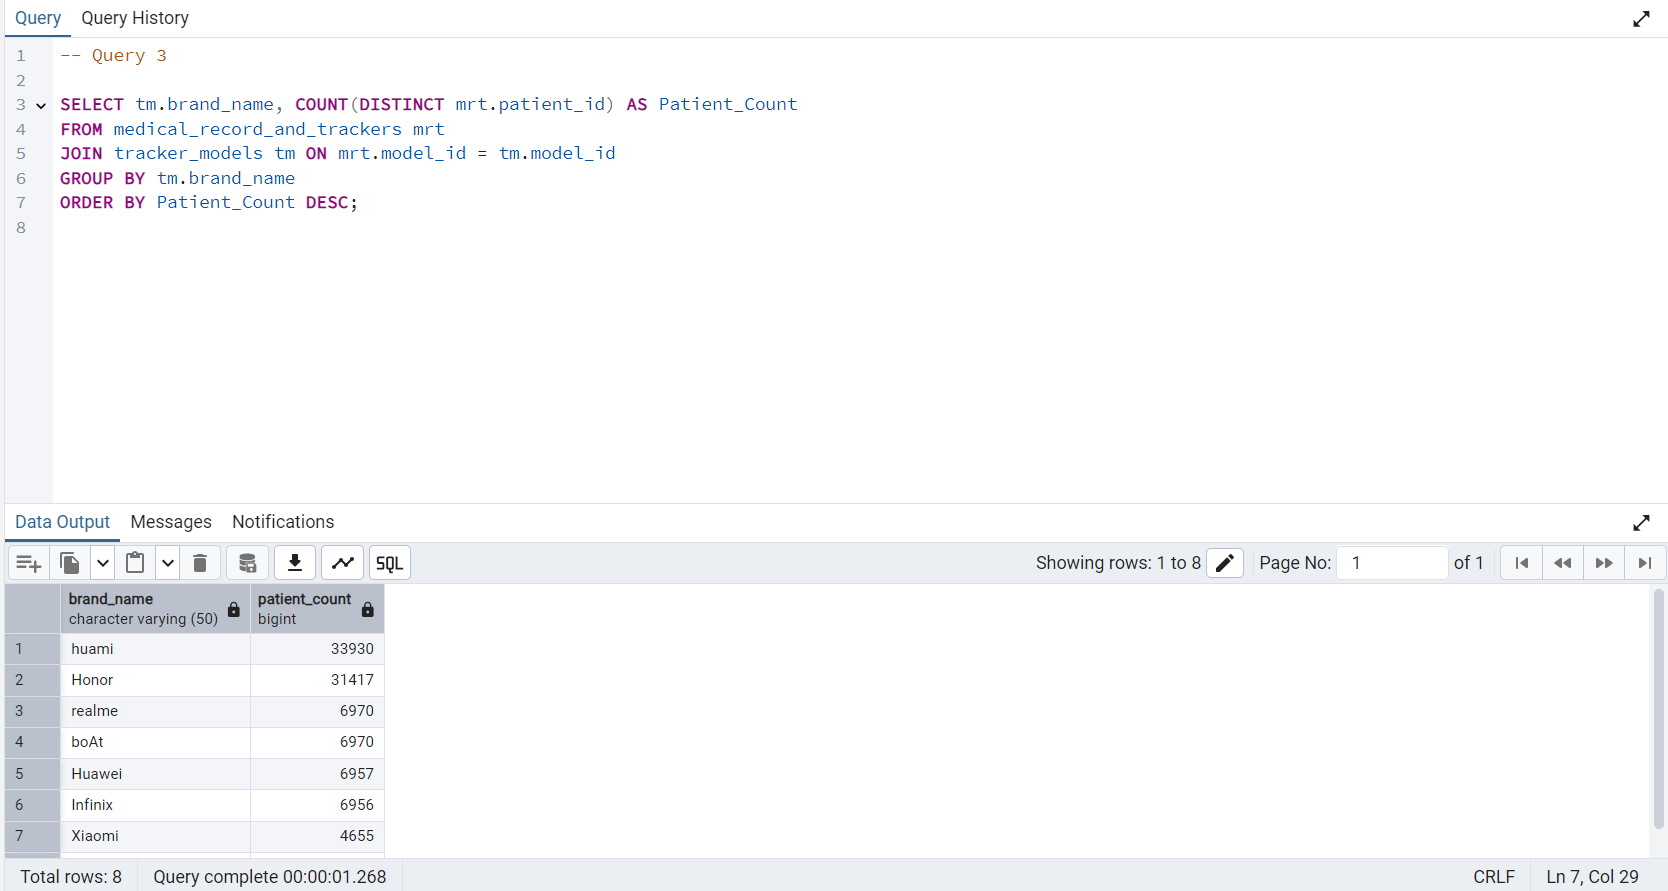 Query Query History
1 -- Query 3
2
3 SELECT tm.brand_name, COUNT(DISTINCT mrt.patient_id) AS Patient_Count
4 FROM medical_record_and_trackers mrt
5 JOIN tracker_models tm ON mrt.model_id = tm.model_id
6 GROUP BY tm.brand_name
7 ORDER BY Patient_Count DESC;
8
Data Output Messages Notifications
SQL Showing rows: 1 to 8 Page No: 1 of 1
brand_name patient_count
character varying (50) bigint
1 huami 33930
2 Honor 31417
3 realme 6970
4 boAt 6970
5 Huawei 6957
6 Infinix 6956
7 Xiaomi 4655
Total rows: 8 Query complete 00:00:01.268 CRLF Ln 7, Col 29